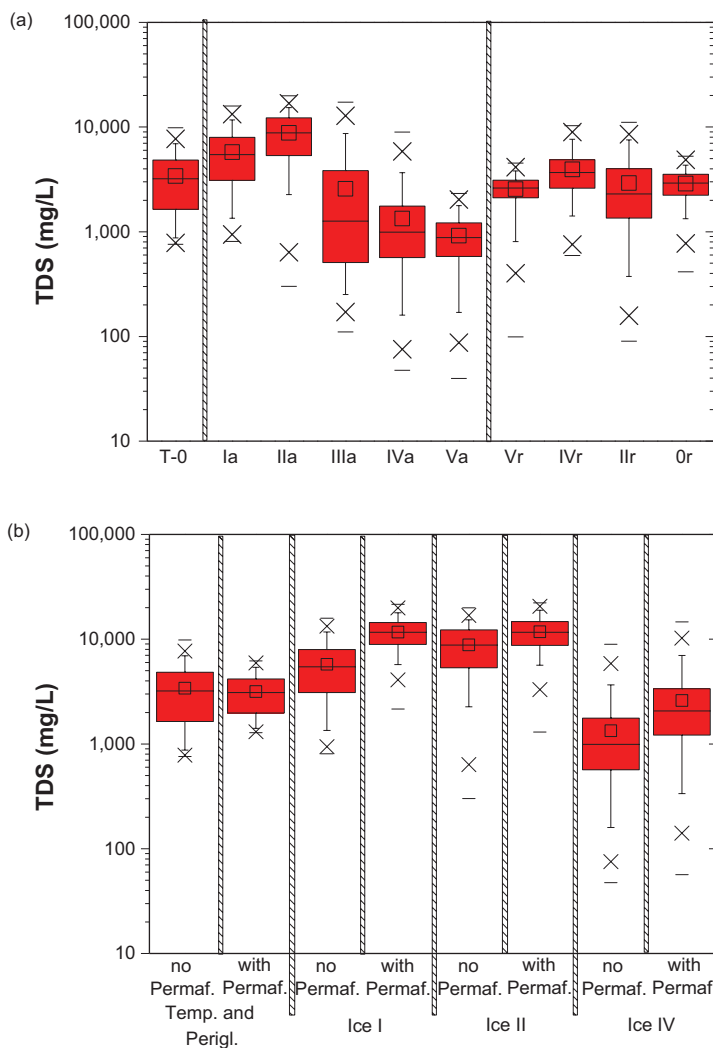 (a)
100,000
10,000
1,000
100
10
TDS (mg/L)
T-0 Ia IIa IIIa IVa Va Vr IVr IIr 0r
(b)
100,000
10,000
1,000
100
10
TDS (mg/L)
no with no with no with no with
Permaf. Permaf. Permaf. Permaf. Permaf. Permaf. Permaf. Permaf
Temp. and
Perigl.
Ice I Ice II Ice IV